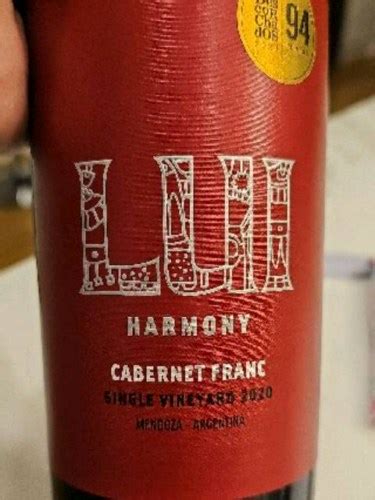 94
LUI
HARMONY
CABERNET FRANC
SINGLE VINEYARD 2020
MENDOZA - ARGENTINA